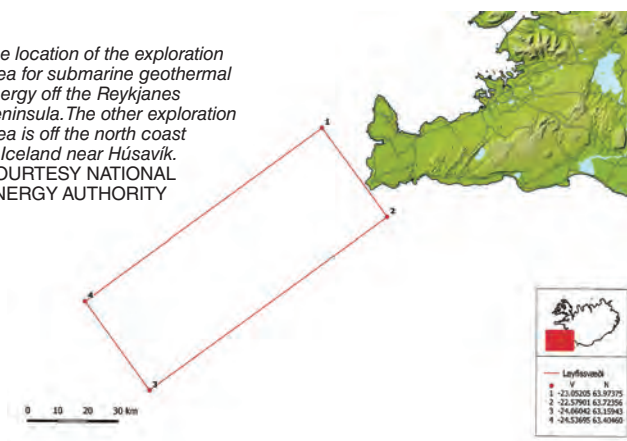 e location of the exploration
ea for submarine geothermal
ergy off the Reykjanes
eninsula. The other exploration
ea is off the north coast
Iceland near Húsavík.
OURTESY NATIONAL
NERGY AUTHORITY
1
2
4
3
0 10 20 30 km
Leyfissvæði
V N
1 -23.05205 63.97375
2 -22.57901 63.72356
3 -24.06042 63.15943
4 -24.53695 63.40460